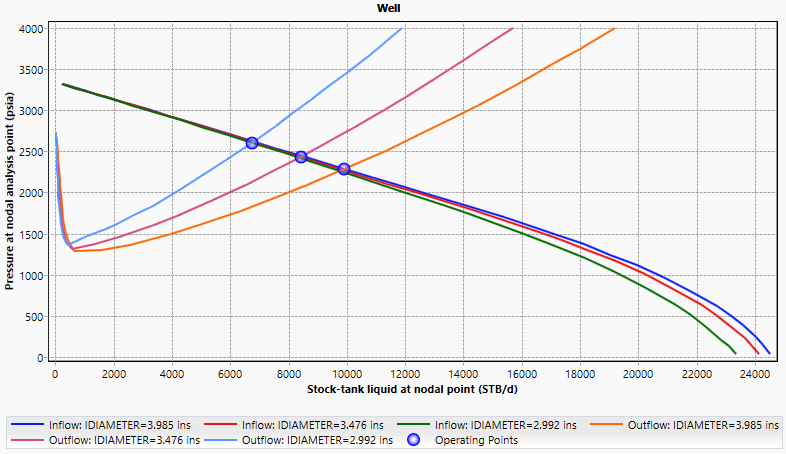 Well
Pressure at nodal analysis point (psia)
4000
3500
3000
2500
2000
1500
1000
500
0
0 2000 4000 6000 8000 10000 12000 14000 16000 18000 20000 22000 24000
Stock-tank liquid at nodal point (STB/d)
Inflow: IDIAMETER=3.985 ins Inflow: IDIAMETER=3.476 ins Inflow: IDIAMETER=2.992 ins Outflow: IDIAMETER=3.985 ins
Outflow: IDIAMETER=3.476 ins Outflow: IDIAMETER=2.992 ins Operating Points